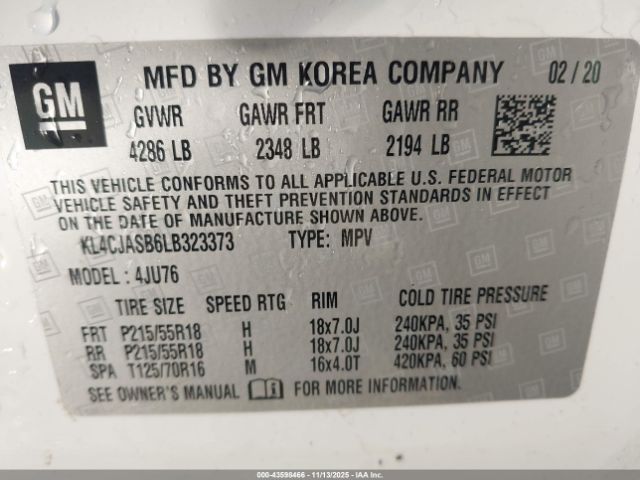 GM
MFD BY GM KOREA COMPANY 02 / 20
GVWR GAWR FRT GAWR RR
4286 LB 2348 LB 2194 LB
THIS VEHICLE CONFORMS TO ALL APPLICABLE U.S. FEDERAL MOTOR
VEHICLE SAFETY AND THEFT PREVENTION STANDARDS IN EFFECT
ON THE DATE OF MANUFACTURE SHOWN ABOVE.
KL4CJASB6LB323373 TYPE: MPV
MODEL : 4JU76
TIRE SIZE SPEED RTG RIM COLD TIRE PRESSURE
FRT P215/55R18 H 18x7.0J 240KPA, 35 PSI
RR P215/55R18 H 18x7.0J 240KPA, 35 PSI
SPA T125/70R16 M 16x4.0T 420KPA, 60 PSI
SEE OWNER'S MANUAL FOR MORE INFORMATION.
000-43598466 - 11/13/2025 - IAAI.COM